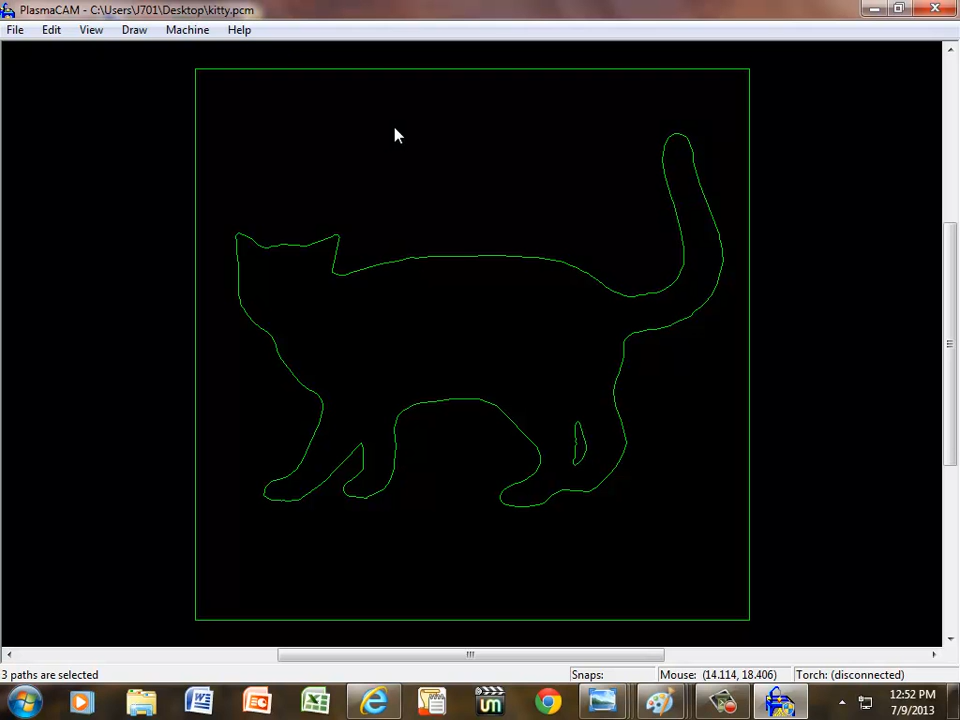 PlasmaCAM - C:\Users\J701\Desktop\kitty.pcm
File Edit View Draw Machine Help
3 paths are selected Snaps: Mouse: (14.114, 18.406) Torch: (disconnected)
12:52 PM
7/9/2013